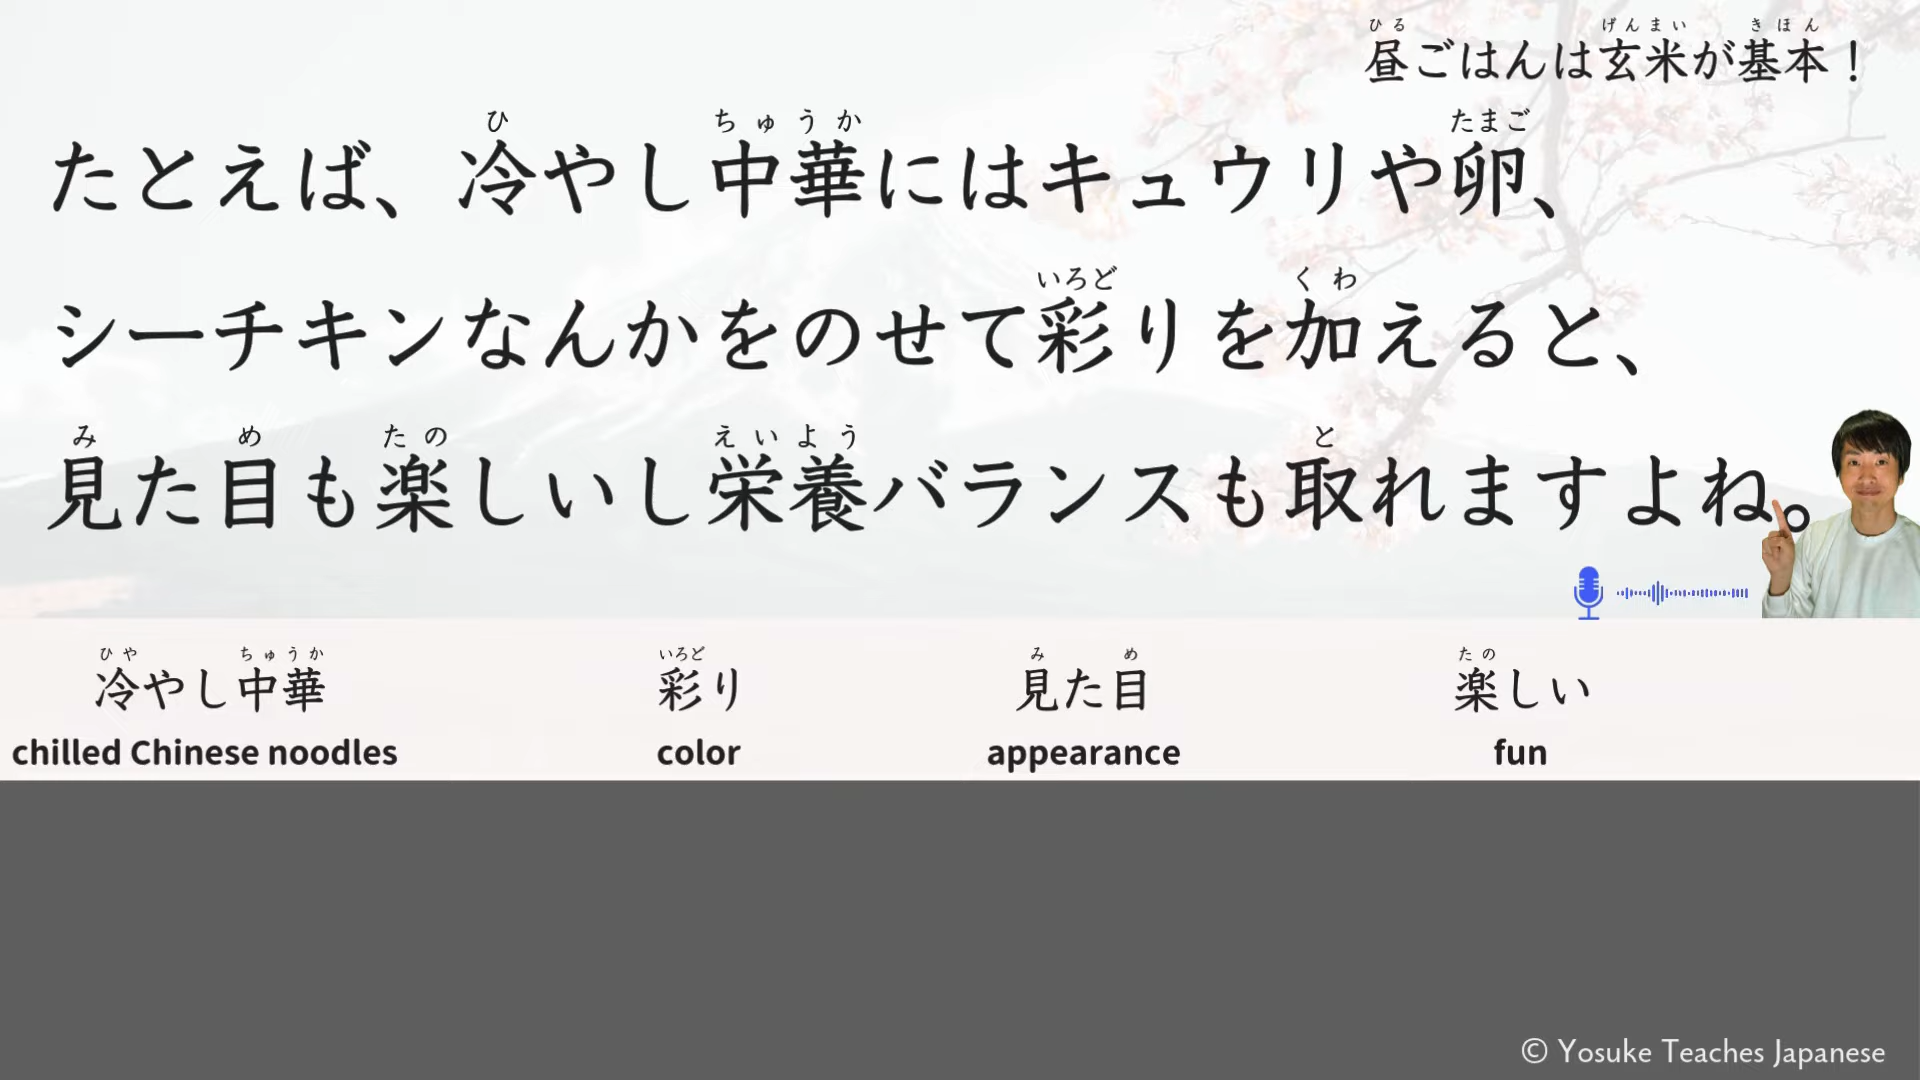 昼ごはんは玄米が基本！
たとえば、冷やし中華にはキュウリや卵、
シーチキンなんかをのせて彩りを加えると、
見た目も楽しいし栄養バランスも取れますよね。
冷やし中華
chilled Chinese noodles
彩り
color
見た目
appearance
楽しい
fun
© Yosuke Teaches Japanese